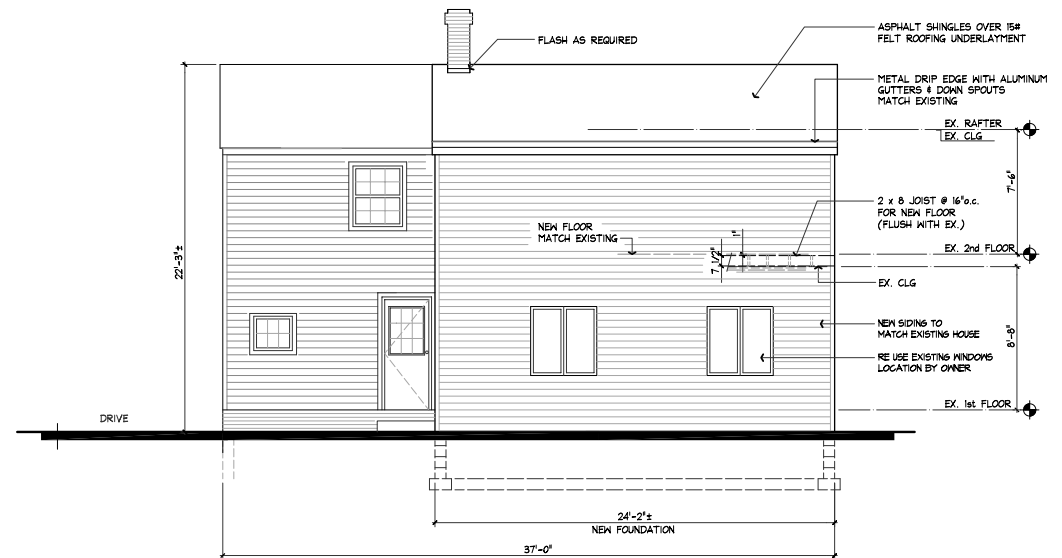 FLASH AS REQUIRED
ASPHALT SHINGLES OVER 15#
FELT ROOFING UNDERLAYMENT
METAL DRIP EDGE WITH ALUMINUM
GUTTERS & DOWN SPOUTS
MATCH EXISTING
EX. RAFTER
EX. CLG
7'-6"
2 x 8 JOIST @ 16"o.c.
FOR NEW FLOOR
(FLUSH WITH EX.)
NEW FLOOR
MATCH EXISTING
1"
7 1/2"
EX. 2nd FLOOR
EX. CLG
22'-3"±
NEW SIDING TO
MATCH EXISTING HOUSE
8'-8"
RE USE EXISTING WINDOWS
LOCATION BY OWNER
EX. 1st FLOOR
DRIVE
24'-2"±
NEW FOUNDATION
37'-0"